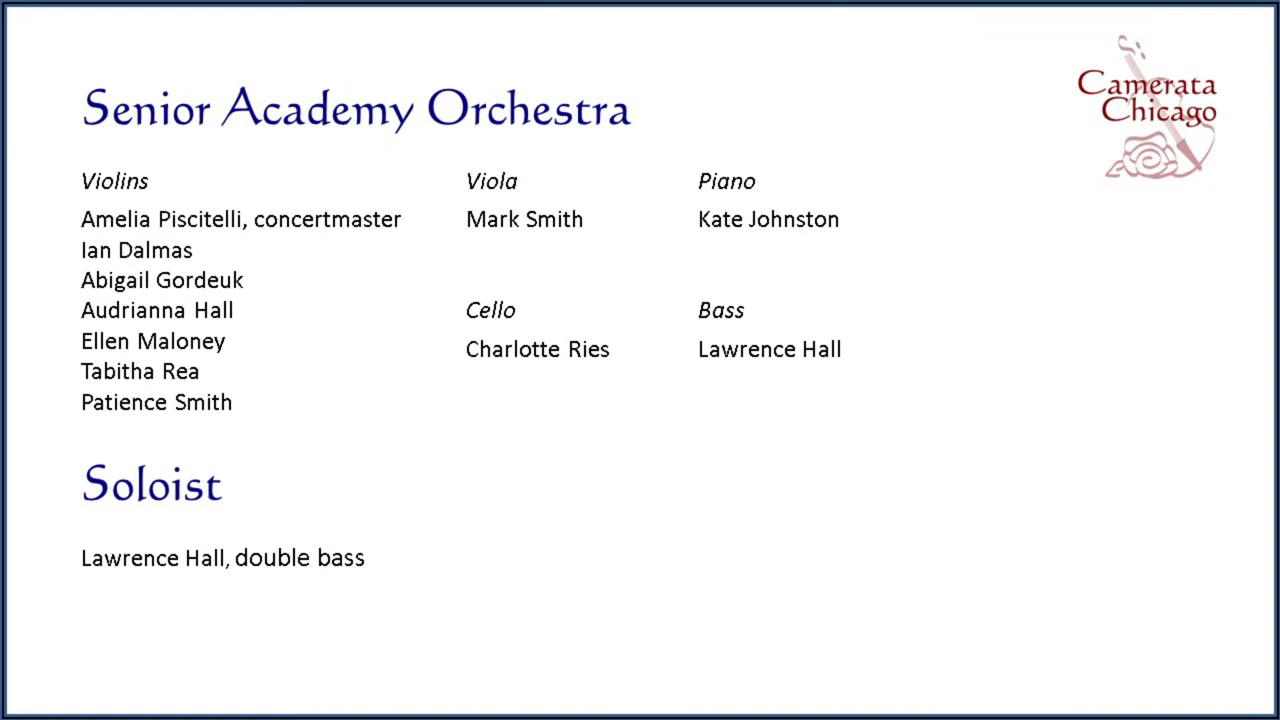 Senior Academy Orchestra
Camerata
Chicago
Violins
Amelia Piscitelli, concertmaster
Ian Dalmas
Abigail Gordeuk
Audrianna Hall
Ellen Maloney
Tabitha Rea
Patience Smith
Viola
Mark Smith
Cello
Charlotte Ries
Piano
Kate Johnston
Bass
Lawrence Hall
Soloist
Lawrence Hall, double bass